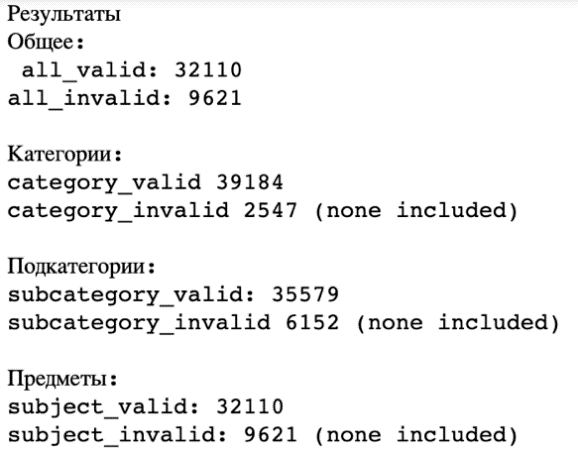 Результаты
Общее:
all_valid: 32110
all_invalid: 9621
Категории:
category_valid 39184
category_invalid 2547 (none included)
Подкатегории:
subcategory_valid: 35579
subcategory_invalid 6152 (none included)
Предметы:
subject_valid: 32110
subject_invalid: 9621 (none included)